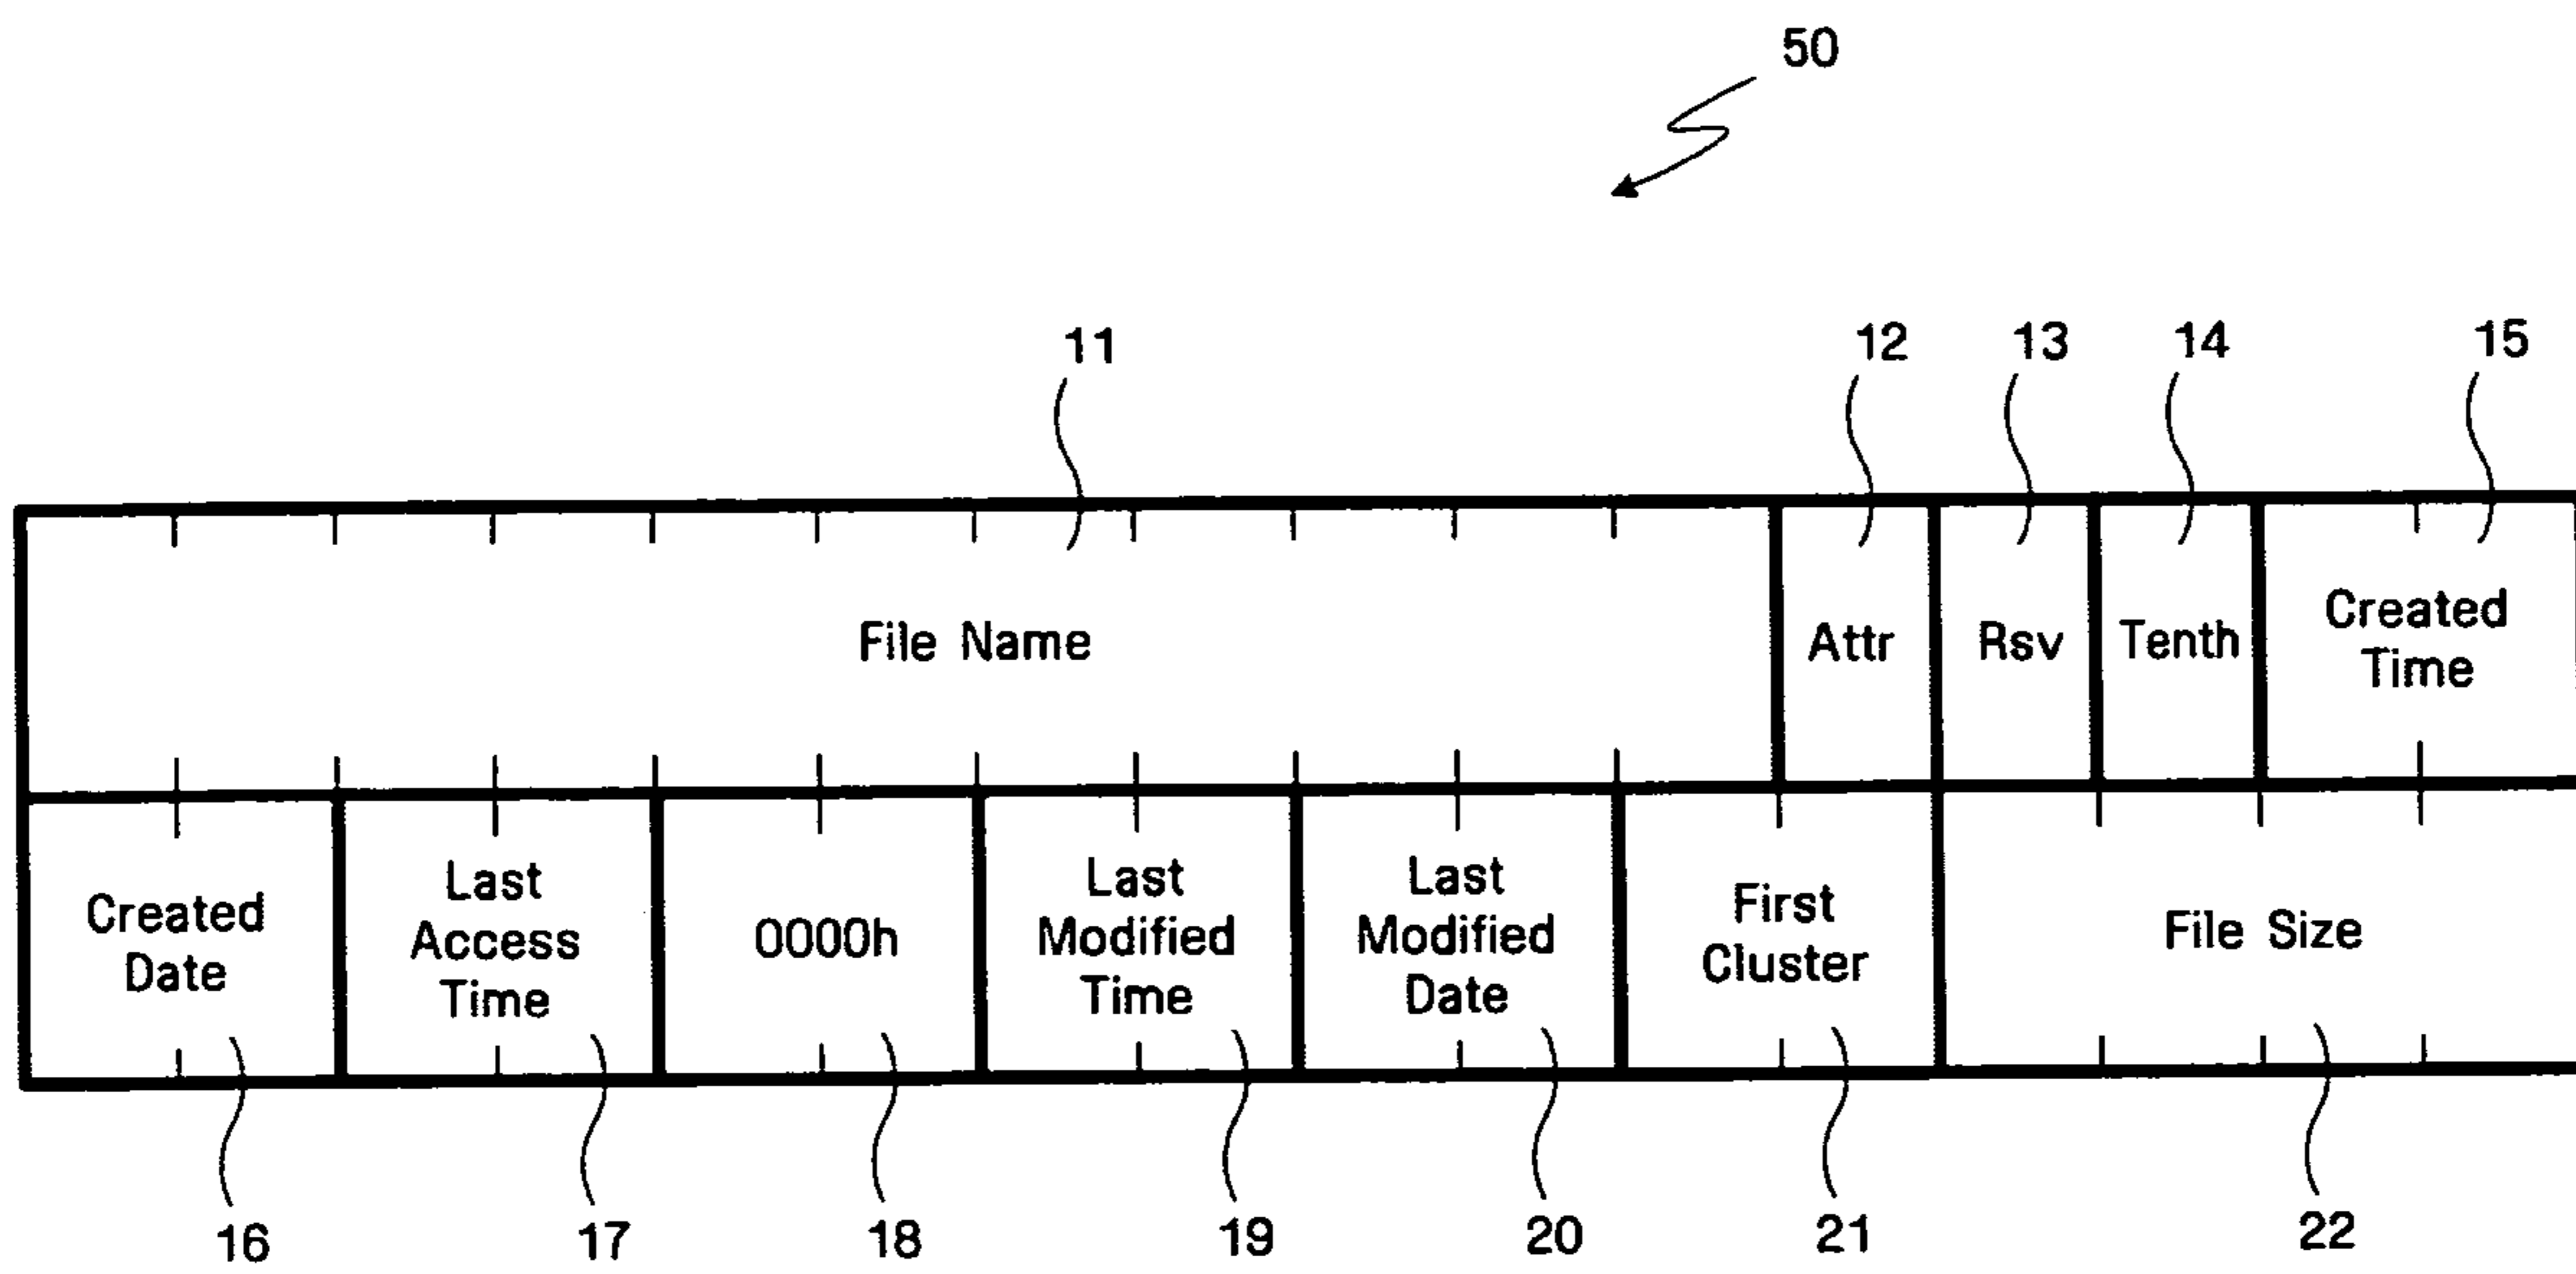 50
11 12 13 14 15
File Name Attr Rsv Tenth Created
Time
Created
Date
Last
Access
Time
0000h
Last
Modified
Time
Last
Modified
Date
First
Cluster
File Size
16 17 18 19 20 21 22